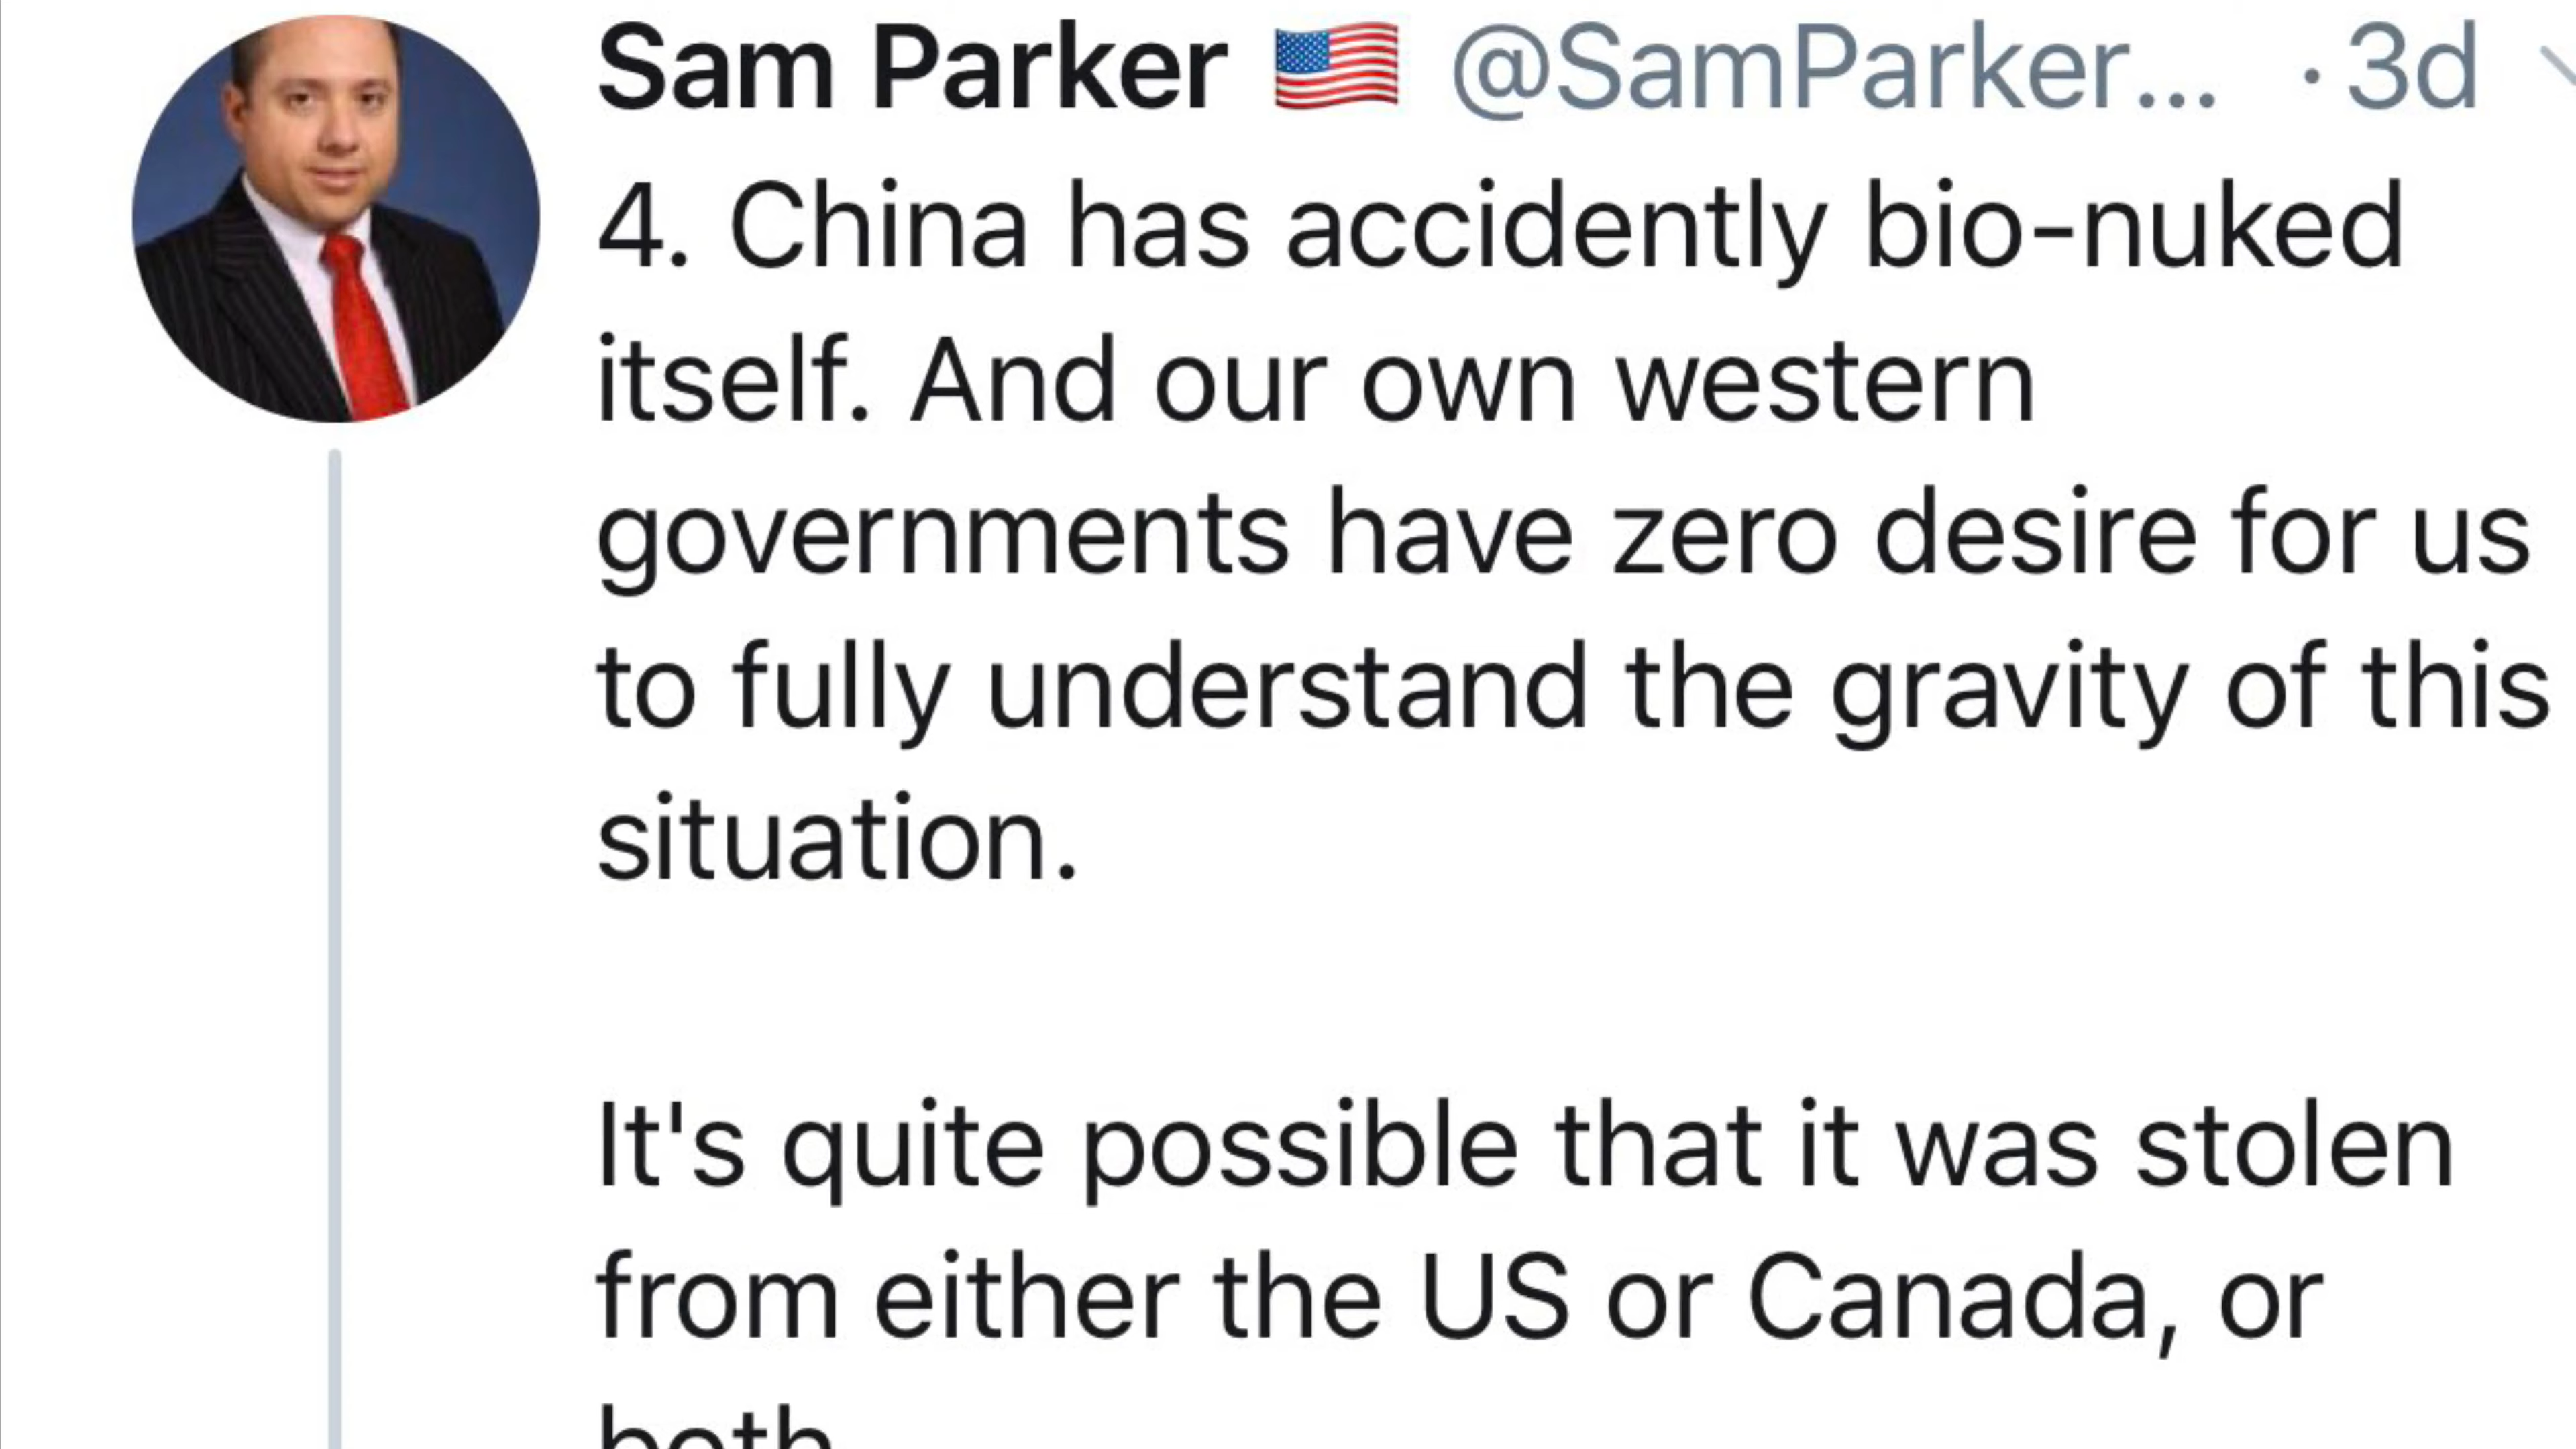 Sam Parker 🇺🇸 @SamParker... · 3d
4. China has accidently bio-nuked
itself. And our own western
governments have zero desire for us
to fully understand the gravity of this
situation.
It's quite possible that it was stolen
from either the US or Canada, or
both